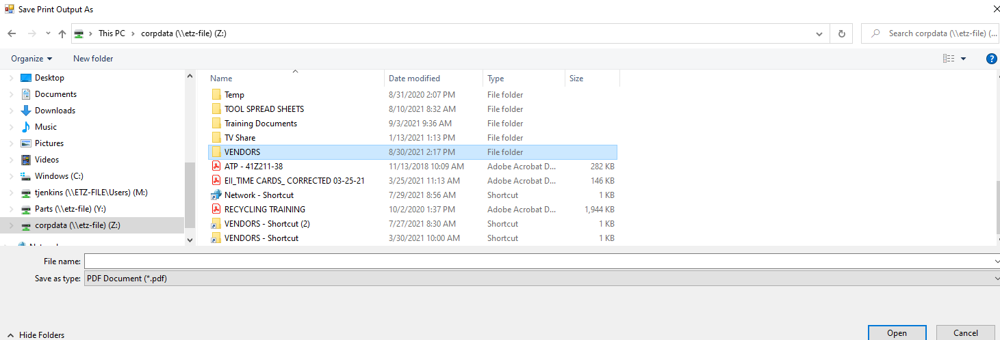 Save Print Output As
This PC > corpdata (\\etz-file) (Z:)
Search corpdata (\\etz-file) (...
Organize
New folder
Desktop
Documents
Downloads
Music
Pictures
Videos
Windows (C:)
tjenkins (\\ETZ-FILE\Users) (M:)
Parts (\\etz-file) (Y:)
corpdata (\\etz-file) (Z:)
Name Date modified Type Size
Temp 8/31/2020 2:07 PM File folder
TOOL SPREAD SHEETS 8/10/2021 8:32 AM File folder
Training Documents 9/3/2021 9:36 AM File folder
TV Share 1/13/2021 1:13 PM File folder
VENDORS 8/30/2021 2:17 PM File folder
ATP - 41Z211-38 11/13/2018 10:09 AM Adobe Acrobat D... 282 KB
EII_TIME CARDS_ CORRECTED 03-25-21 3/25/2021 11:13 AM Adobe Acrobat D... 146 KB
Network - Shortcut 7/29/2021 8:56 AM Shortcut 1 KB
RECYCLING TRAINING 10/2/2020 1:37 PM Adobe Acrobat D... 1,944 KB
VENDORS - Shortcut (2) 7/27/2021 8:30 AM Shortcut 1 KB
VENDORS - Shortcut 3/30/2021 10:00 AM Shortcut 1 KB
File name:
Save as type: PDF Document (*.pdf)
Hide Folders
Open
Cancel